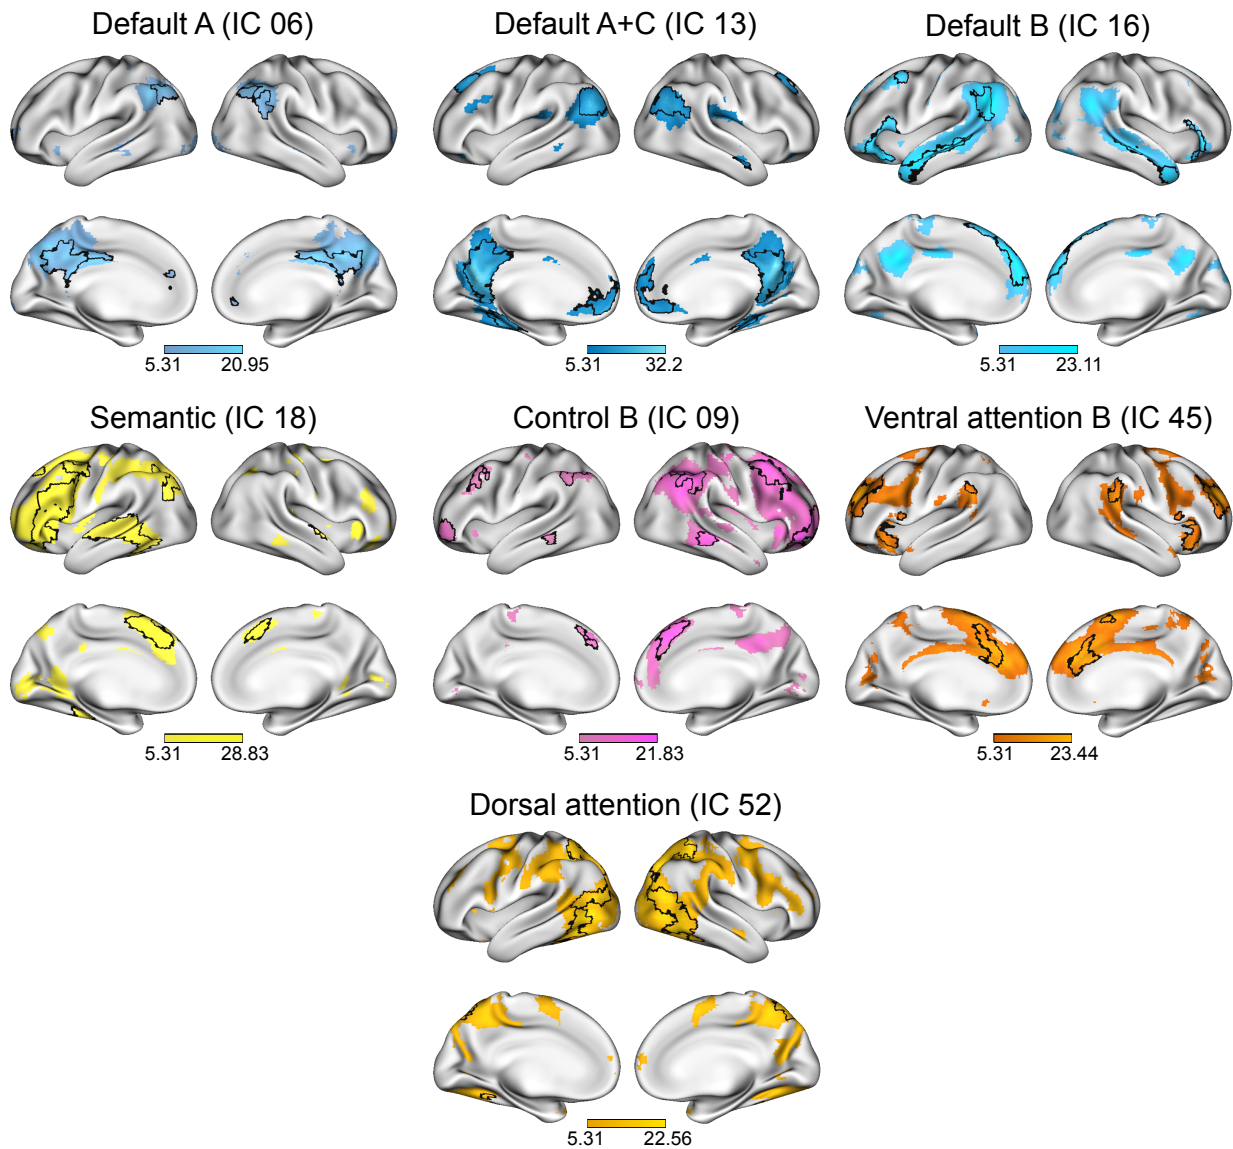 Default A (IC 06)
Default A+C (IC 13)
Default B (IC 16)
5.31 20.95
5.31 32.2
5.31 23.11
Semantic (IC 18)
Control B (IC 09)
Ventral attention B (IC 45)
5.31 28.83
5.31 21.83
5.31 23.44
Dorsal attention (IC 52)
5.31 22.56